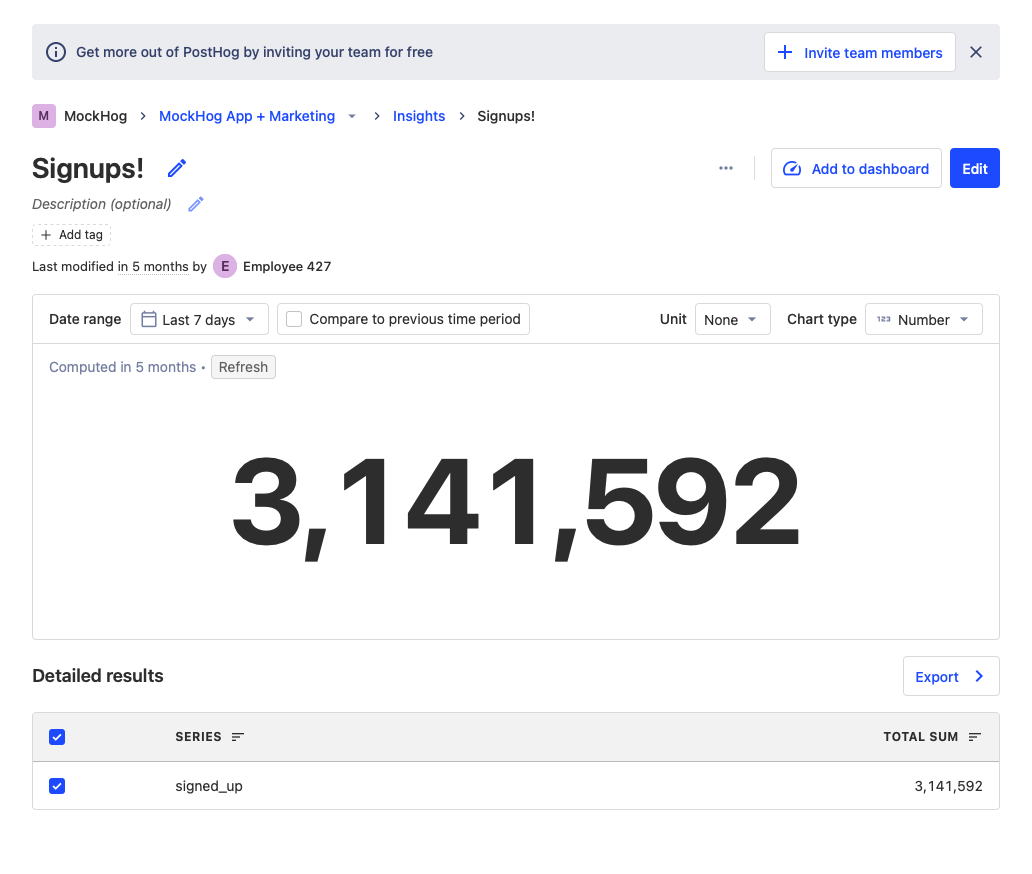 Get more out of PostHog by inviting your team for free
Invite team members
M MockHog MockHog App + Marketing Insights Signups!
Signups!
Add to dashboard
Edit
Description (optional)
Add tag
Last modified in 5 months by E Employee 427
Date range Last 7 days Compare to previous time period Unit None Chart type 123 Number
Computed in 5 months • Refresh
3,141,592
Detailed results
Export
SERIES TOTAL SUM
signed_up 3,141,592